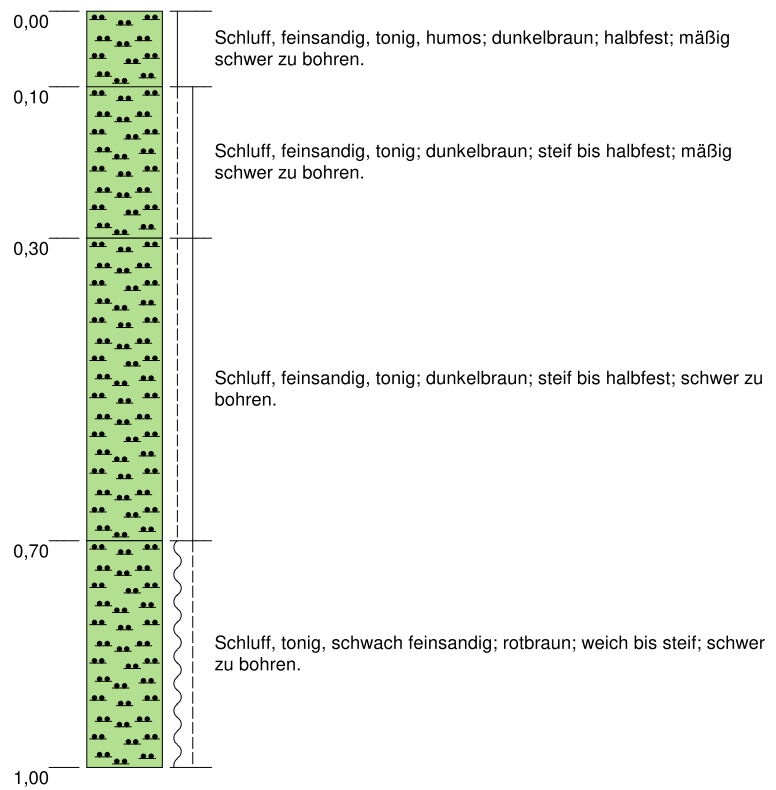 0,00
Schluff, feinsandig, tonig, humos; dunkelbraun; halbfest; mäßig
schwer zu bohren.
0,10
Schluff, feinsandig, tonig; dunkelbraun; steif bis halbfest; mäßig
schwer zu bohren.
0,30
Schluff, feinsandig, tonig; dunkelbraun; steif bis halbfest; schwer zu
bohren.
0,70
Schluff, tonig, schwach feinsandig; rotbraun; weich bis steif; schwer
zu bohren.
1,00